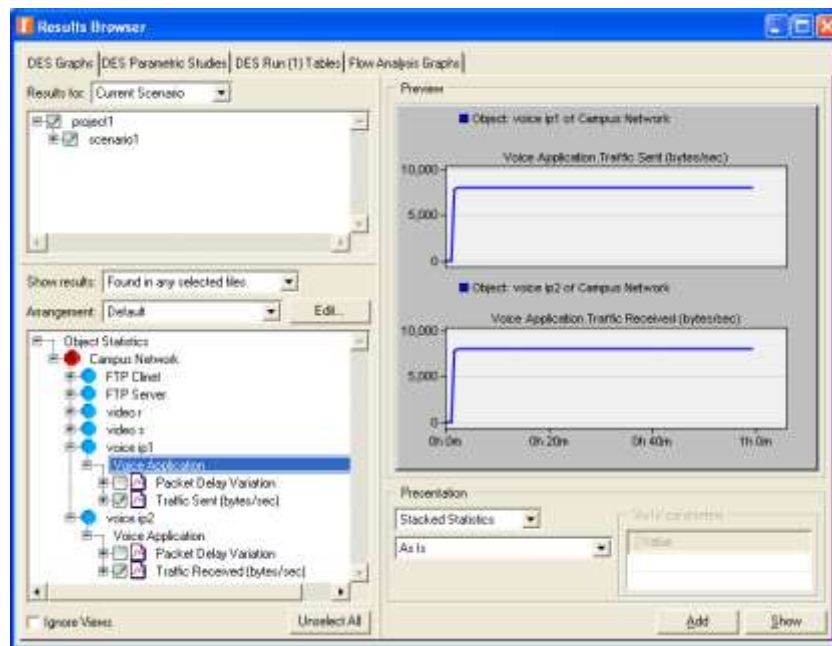 Results Browser
DES Graphs DES Parametric Studies DES Run (1) Tables Flow Analysis Graphs
Results for: Current Scenario
project1
scenario1
Show results: Found in any selected files
Arrangement: Default Edit...
Object Statistics
Campus Network
FTP Clinet
FTP Server
video r
video s
voice ip1
Voice Application
Packet Delay Variation
Traffic Sent (bytes/sec)
voice ip2
Voice Application
Packet Delay Variation
Traffic Received (bytes/sec)
Ignore Views
Unselect All
Preview
Object: voice ip1 of Campus Network
Voice Application Traffic Sent (bytes/sec)
10,000
5,000
0
Object: voice ip2 of Campus Network
Voice Application Traffic Received (bytes/sec)
10,000
5,000
0
0h 0m 0h 20m 0h 40m 1h 0m
Presentation
Stacked Statistics
As Is
Add Show